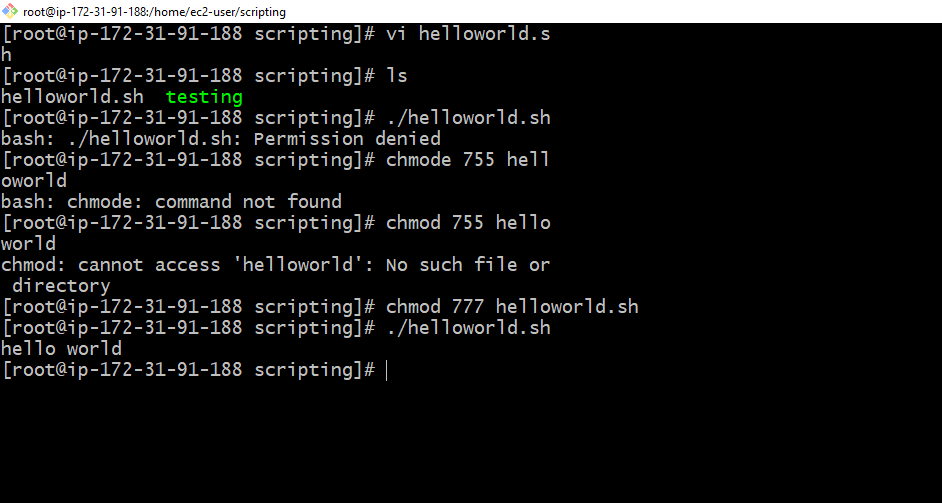 root@ip-172-31-91-188:/home/ec2-user/scripting
[root@ip-172-31-91-188 scripting]# vi helloworld.s
h
[root@ip-172-31-91-188 scripting]# ls
helloworld.sh  testing
[root@ip-172-31-91-188 scripting]# ./helloworld.sh
bash: ./helloworld.sh: Permission denied
[root@ip-172-31-91-188 scripting]# chmode 755 hell
oworld
bash: chmode: command not found
[root@ip-172-31-91-188 scripting]# chmod 755 hello
world
chmod: cannot access 'helloworld': No such file or
 directory
[root@ip-172-31-91-188 scripting]# chmod 777 helloworld.sh
[root@ip-172-31-91-188 scripting]# ./helloworld.sh
hello world
[root@ip-172-31-91-188 scripting]#